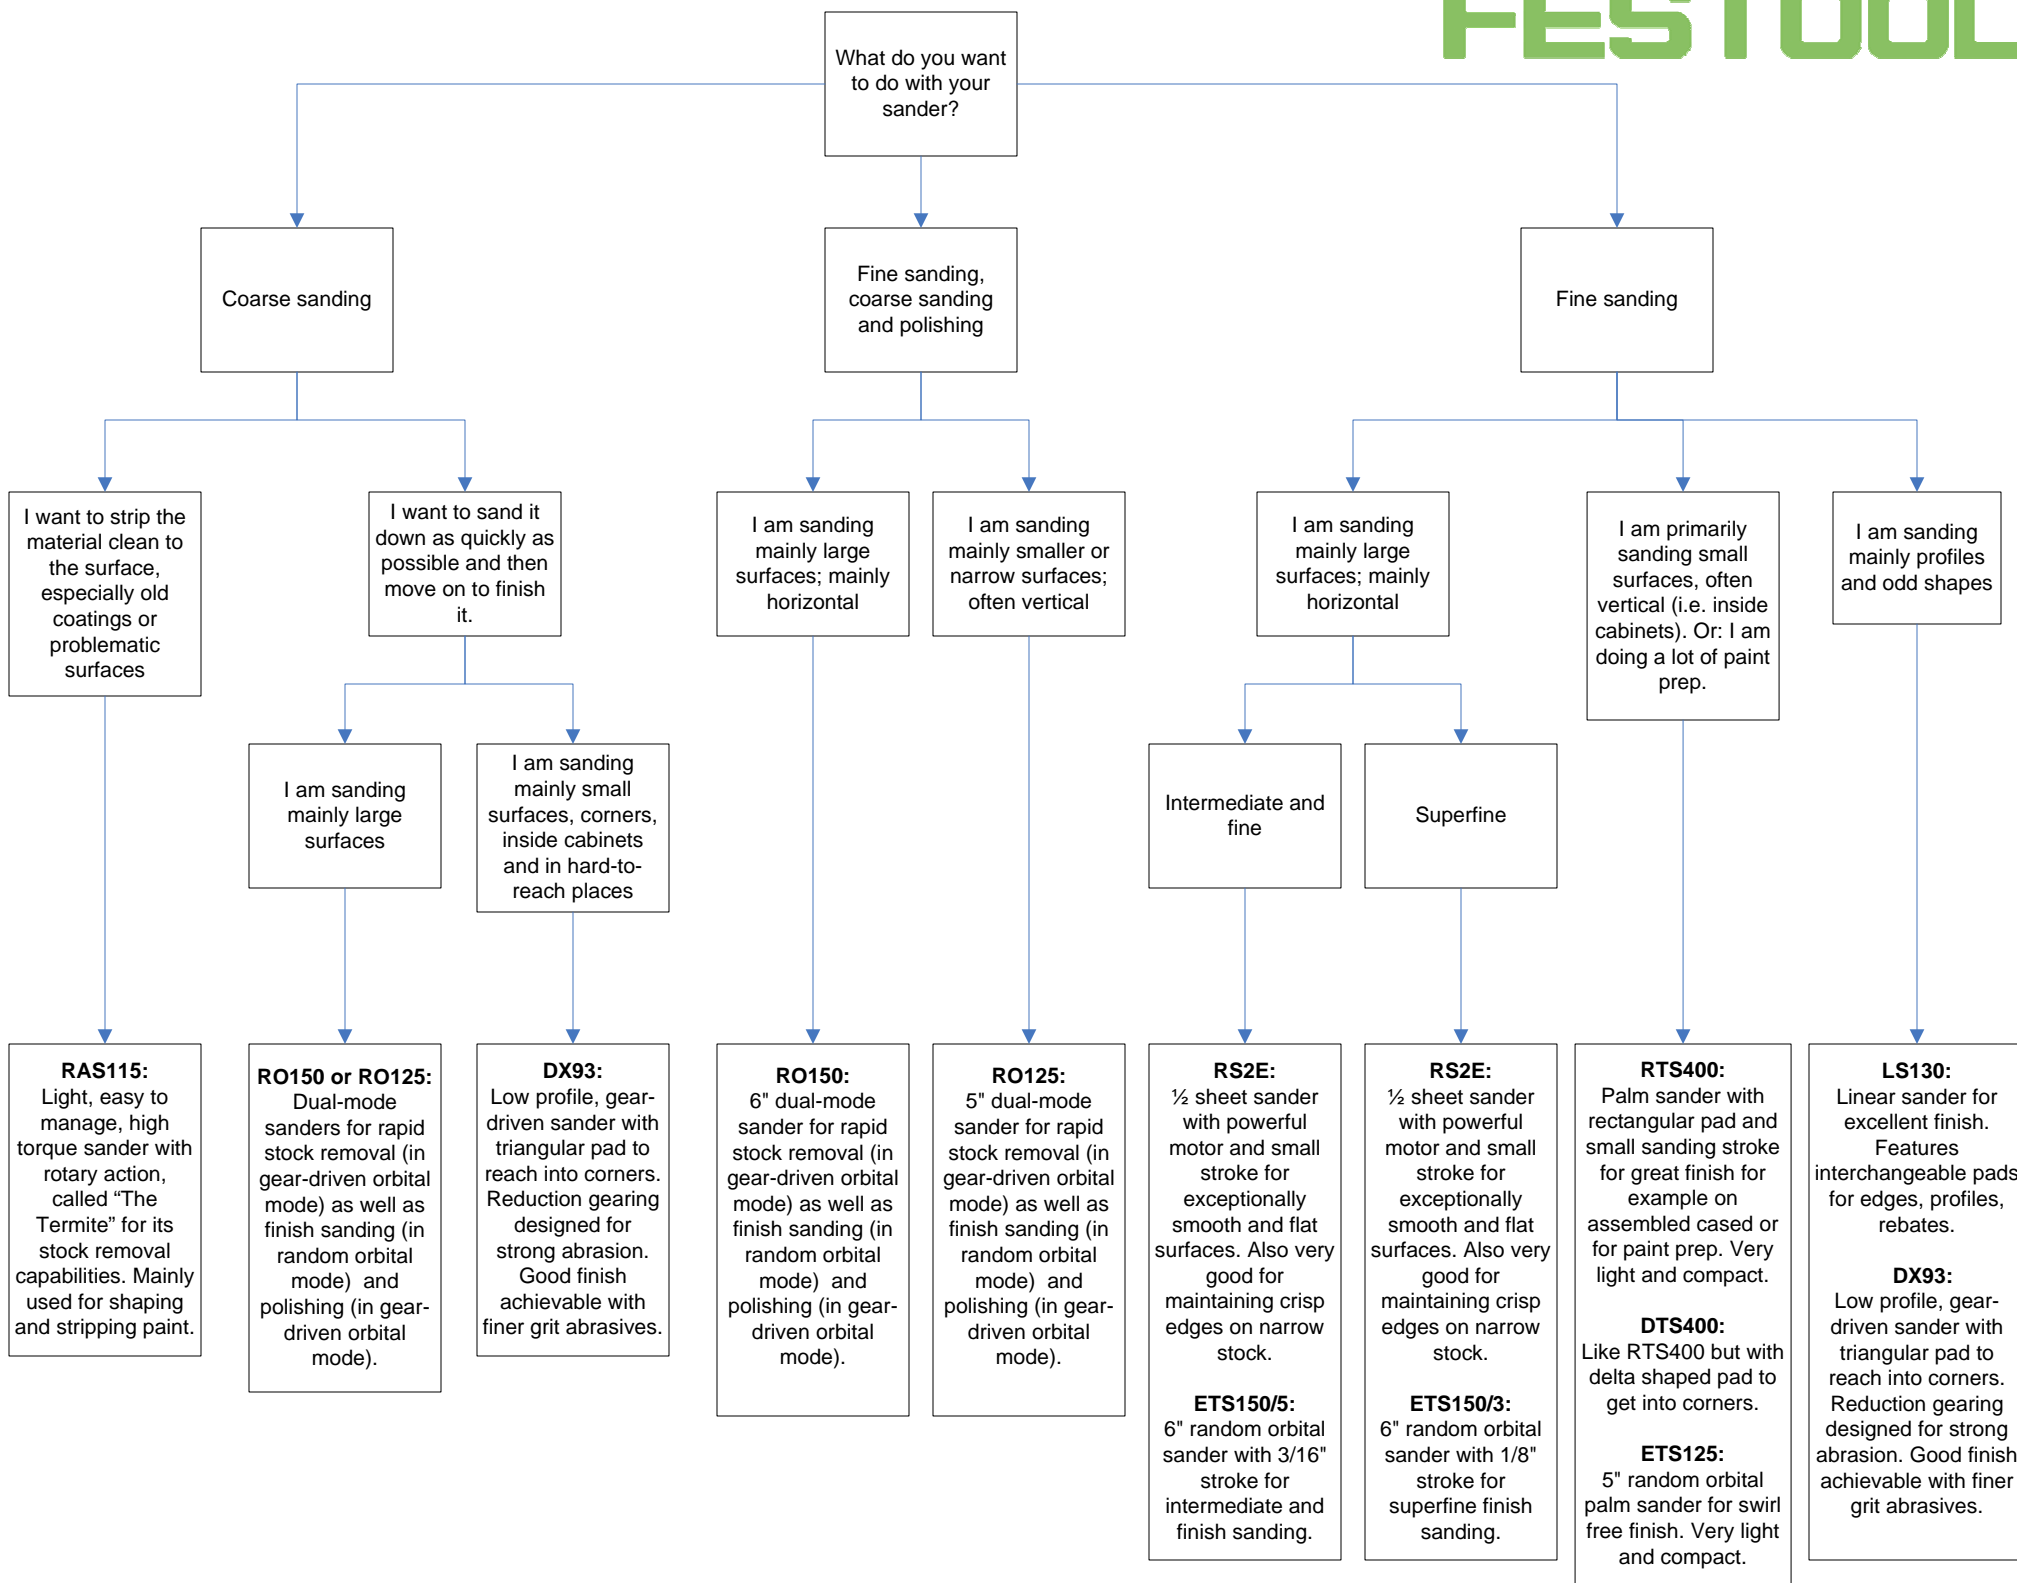 FESTOOL
What do you want
to do with your
sander?
Coarse sanding
Fine sanding,
coarse sanding
and polishing
Fine sanding
I want to strip the
material clean to
the surface,
especially old
coatings or
problematic
surfaces
I want to sand it
down as quickly as
possible and then
move on to finish
it.
I am sanding
mainly large
surfaces; mainly
horizontal
I am sanding
mainly smaller or
narrow surfaces;
often vertical
I am sanding
mainly large
surfaces; mainly
horizontal
I am primarily
sanding small
surfaces, often
vertical (i.e. inside
cabinets). Or: I am
doing a lot of paint
prep.
I am sanding
mainly profiles
and odd shapes
I am sanding
mainly large
surfaces
I am sanding
mainly small
surfaces, corners,
inside cabinets
and in hard-to-
reach places
Intermediate and
fine
Superfine
RAS115:
Light, easy to
manage, high
torque sander with
rotary action,
called “The
Termite” for its
stock removal
capabilities. Mainly
used for shaping
and stripping paint.
RO150 or RO125:
Dual-mode
sanders for rapid
stock removal (in
gear-driven orbital
mode) as well as
finish sanding (in
random orbital
mode)  and
polishing (in gear-
driven orbital
mode).
DX93:
Low profile, gear-
driven sander with
triangular pad to
reach into corners.
Reduction gearing
designed for
strong abrasion.
Good finish
achievable with
finer grit abrasives.
RO150:
6" dual-mode
sander for rapid
stock removal (in
gear-driven orbital
mode) as well as
finish sanding (in
random orbital
mode)  and
polishing (in gear-
driven orbital
mode).
RO125:
5" dual-mode
sander for rapid
stock removal (in
gear-driven orbital
mode) as well as
finish sanding (in
random orbital
mode)  and
polishing (in gear-
driven orbital
mode).
RS2E:
½ sheet sander
with powerful
motor and small
stroke for
exceptionally
smooth and flat
surfaces. Also very
good for
maintaining crisp
edges on narrow
stock.
ETS150/5:
6" random orbital
sander with 3/16"
stroke for
intermediate and
finish sanding.
RS2E:
½ sheet sander
with powerful
motor and small
stroke for
exceptionally
smooth and flat
surfaces. Also very
good for
maintaining crisp
edges on narrow
stock.
ETS150/3:
6" random orbital
sander with 1/8"
stroke for
superfine finish
sanding.
RTS400:
Palm sander with
rectangular pad and
small sanding stroke
for great finish for
example on
assembled cased or
for paint prep. Very
light and compact.
DTS400:
Like RTS400 but with
delta shaped pad to
get into corners.
ETS125:
5" random orbital
palm sander for swirl
free finish. Very light
and compact.
LS130:
Linear sander for
excellent finish.
Features
interchangeable pads
for edges, profiles,
rebates.
DX93:
Low profile, gear-
driven sander with
triangular pad to
reach into corners.
Reduction gearing
designed for strong
abrasion. Good finish
achievable with finer
grit abrasives.